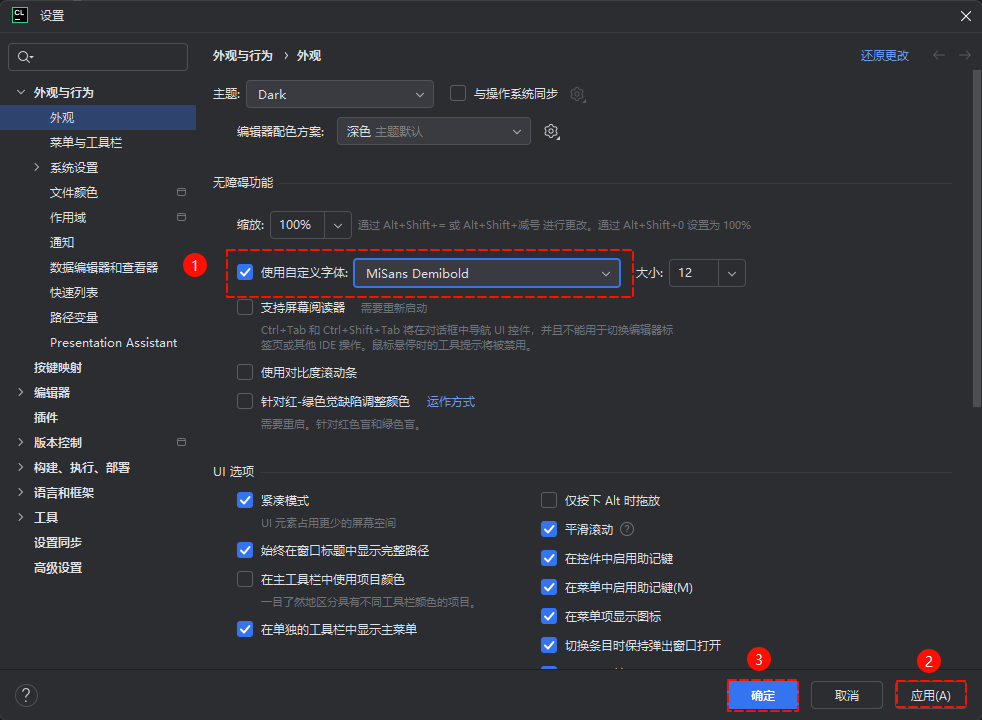 CL 设置
外观与行为 › 外观
还原更改
外观与行为
外观
菜单与工具栏
系统设置
文件颜色
作用域
通知
数据编辑器和查看器
快速列表
路径变量
Presentation Assistant
按键映射
编辑器
插件
版本控制
构建、执行、部署
语言和框架
工具
设置同步
高级设置
主题: Dark 与操作系统同步
编辑器配色方案: 深色 主题默认
无障碍功能
缩放: 100% 通过 Alt+Shift+= 或 Alt+Shift+减号 进行更改。通过 Alt+Shift+0 设置为 100%
1
使用自定义字体: MiSans Demibold 大小: 12
支持屏幕阅读器 需要重新启动
Ctrl+Tab 和 Ctrl+Shift+Tab 将在对话框中导航 UI 控件，并且不能用于切换编辑器标
签页或其他 IDE 操作。鼠标悬停时的工具提示将被禁用。
使用对比度滚动条
针对红-绿色觉缺陷调整颜色 运作方式
需要重启。针对红色盲和绿色盲。
UI 选项
紧凑模式
UI 元素占用更少的屏幕空间
始终在窗口标题中显示完整路径
在主工具栏中使用项目颜色
一目了然地区分具有不同工具栏颜色的项目。
在单独的工具栏中显示主菜单
仅按下 Alt 时拖放
平滑滚动 ?
在控件中启用助记键
在菜单中启用助记键(M)
在菜单项显示图标
切换条目时保持弹出窗口打开
3
2
?
确定
取消
应用(A)